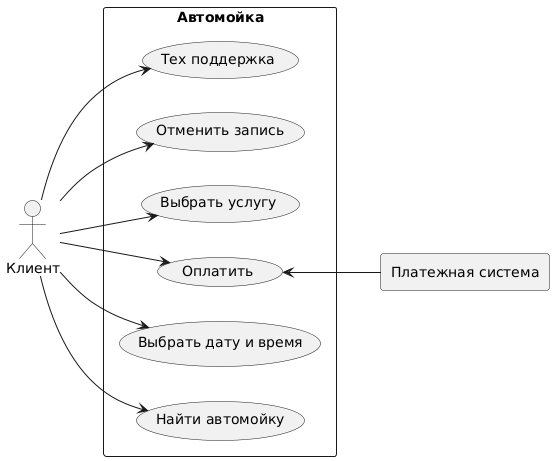 Автомойка
Тех поддержка
Отменить запись
Выбрать услугу
Клиент
Оплатить
Платежная система
Выбрать дату и время
Найти автомойку